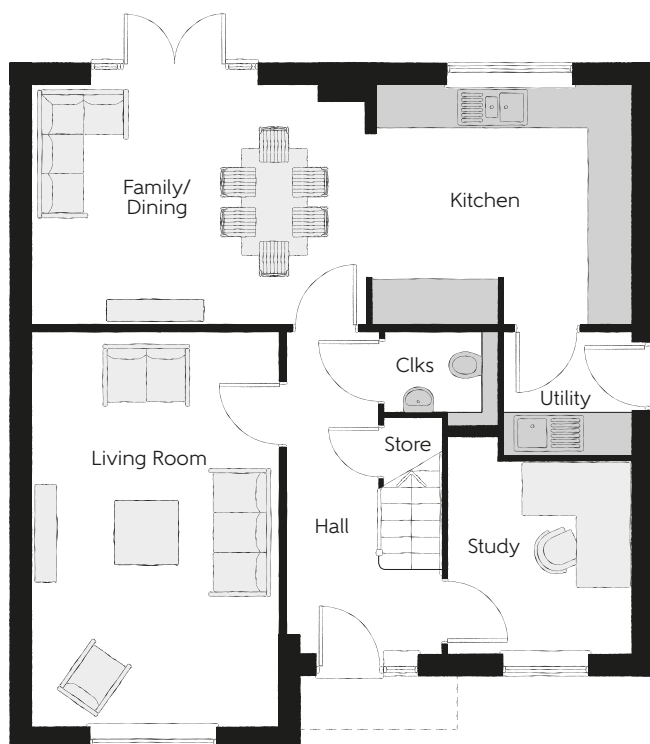 Family/
Dining
Kitchen
Clks
Utility
Store
Living Room
Hall
Study